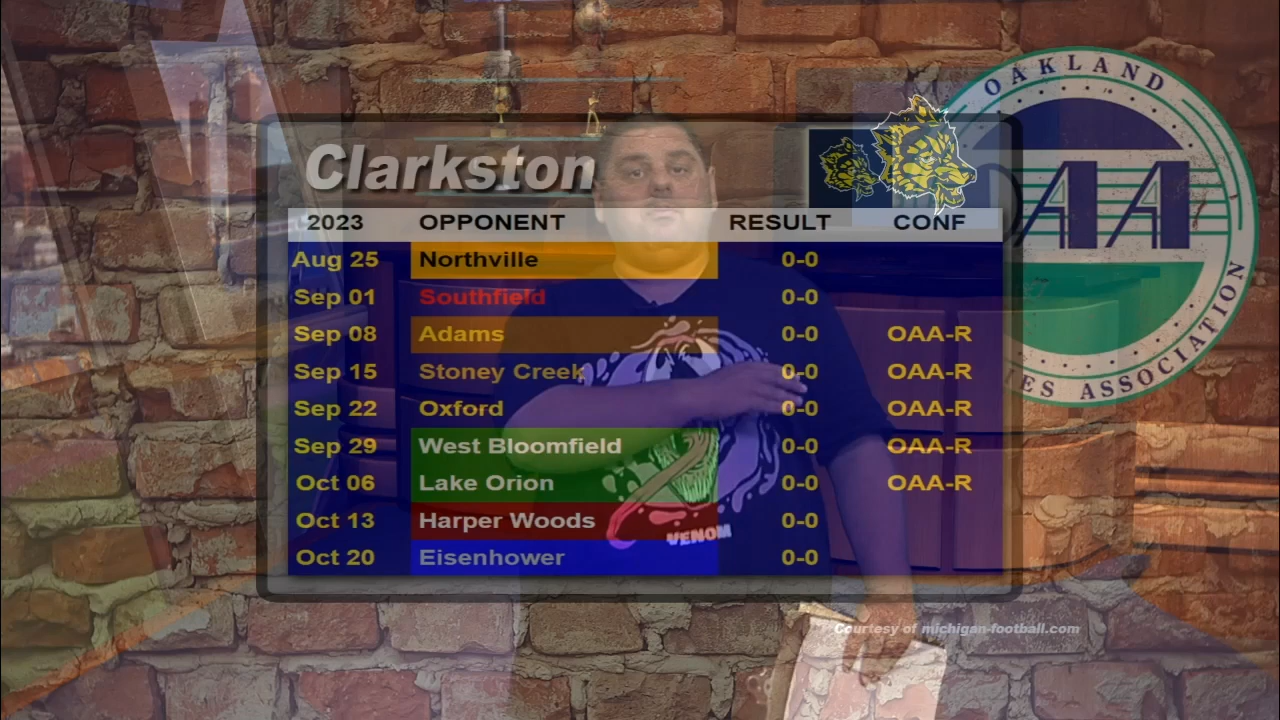 OAKLAND
Clarkston
AA
2023 OPPONENT RESULT CONF
Aug 25 Northville 0-0
Sep 01 Southfield 0-0
Sep 08 Adams 0-0 OAA-R
Sep 15 Stoney Creek 0-0 OAA-R
Sep 22 Oxford 0-0 OAA-R
Sep 29 West Bloomfield 0-0 OAA-R
Oct 06 Lake Orion 0-0 OAA-R
Oct 13 Harper Woods 0-0
Oct 20 Eisenhower 0-0
ASSOCIATION
VENOM
Courtesy of michigan-football.com